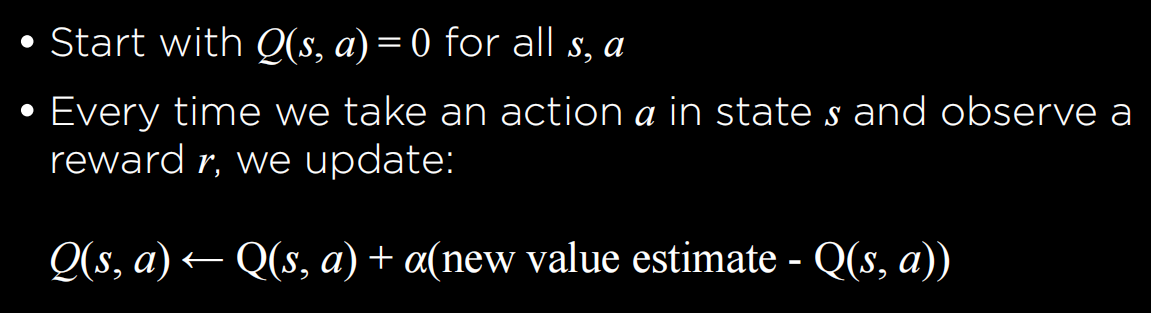 • Start with Q(s, a) = 0 for all s, a
• Every time we take an action a in state s and observe a
reward r, we update:
Q(s, a) ← Q(s, a) + α(new value estimate - Q(s, a))